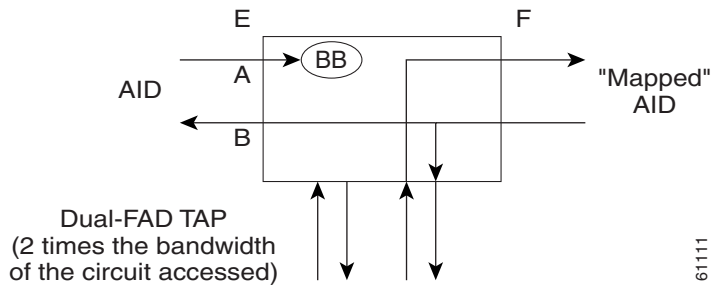 E
F
BB
A
AID
"Mapped"
AID
B
Dual-FAD TAP
(2 times the bandwidth
of the circuit accessed)
61111